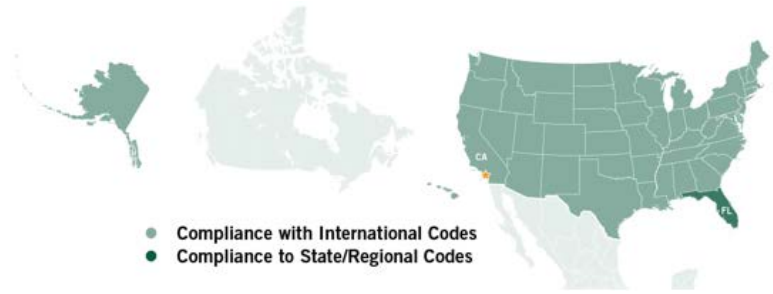 CA
FL
Compliance with International Codes
Compliance to State/Regional Codes